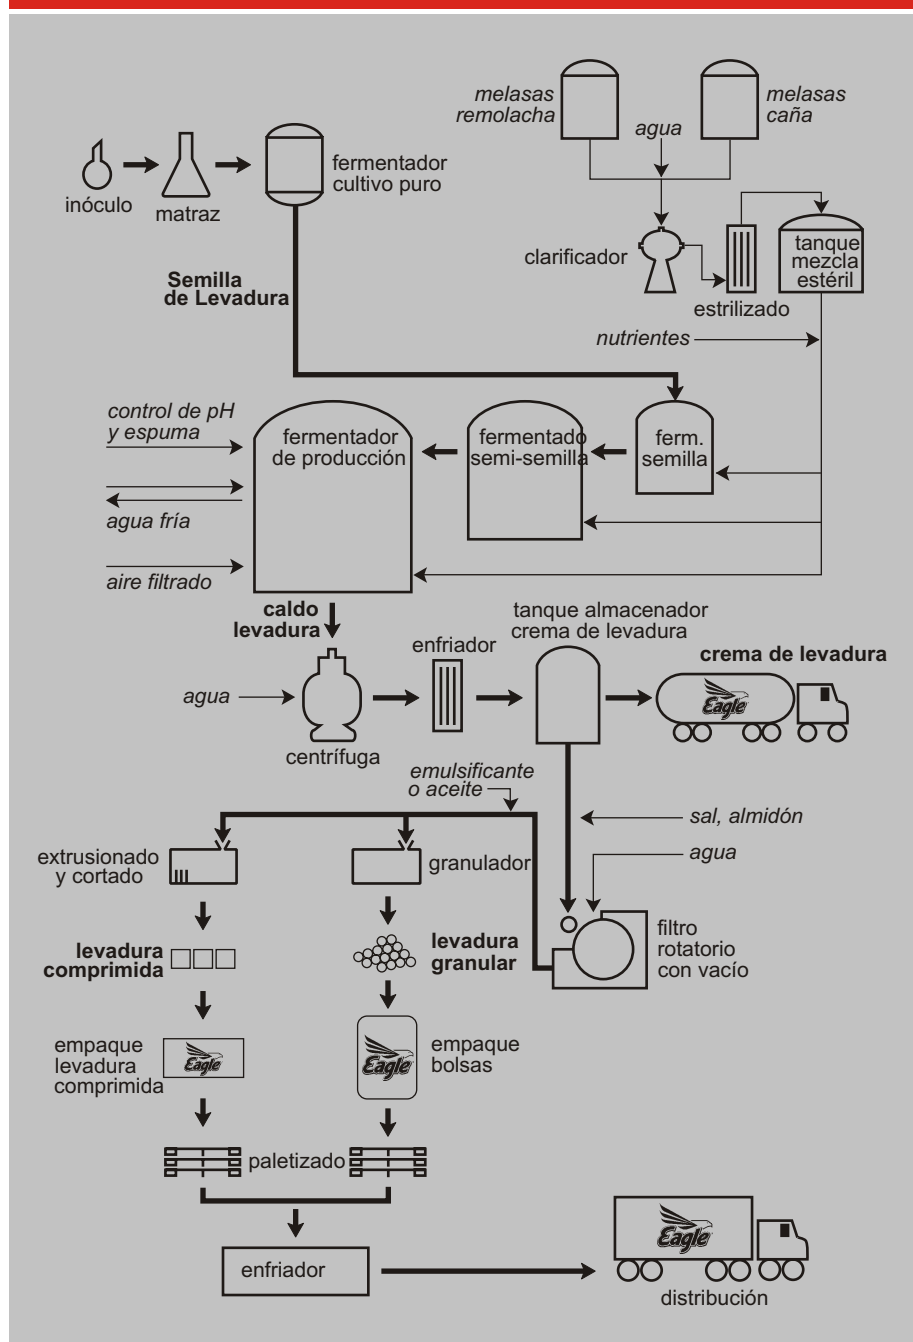 melasas
remolacha
melasas
caña
agua
inóculo
matraz
fermentador
cultivo puro
clarificador
estrilizado
tanque
mezcla
estéril
Semilla
de Levadura
nutrientes
control de pH
y espuma
agua fría
aire filtrado
fermentador
de producción
fermentado
semi-semilla
ferm.
semilla
caldo
levadura
agua
centrífuga
enfriador
tanque almacenador
crema de levadura
crema de levadura
Eagle
emulsificante
o aceite
sal, almidón
agua
extrusionado
y cortado
granulador
filtro
rotatorio
con vacío
levadura
comprimida
levadura
granular
empaque
levadura
comprimida
Eagle
Eagle
empaque
bolsas
paletizado
enfriador
Eagle
distribución